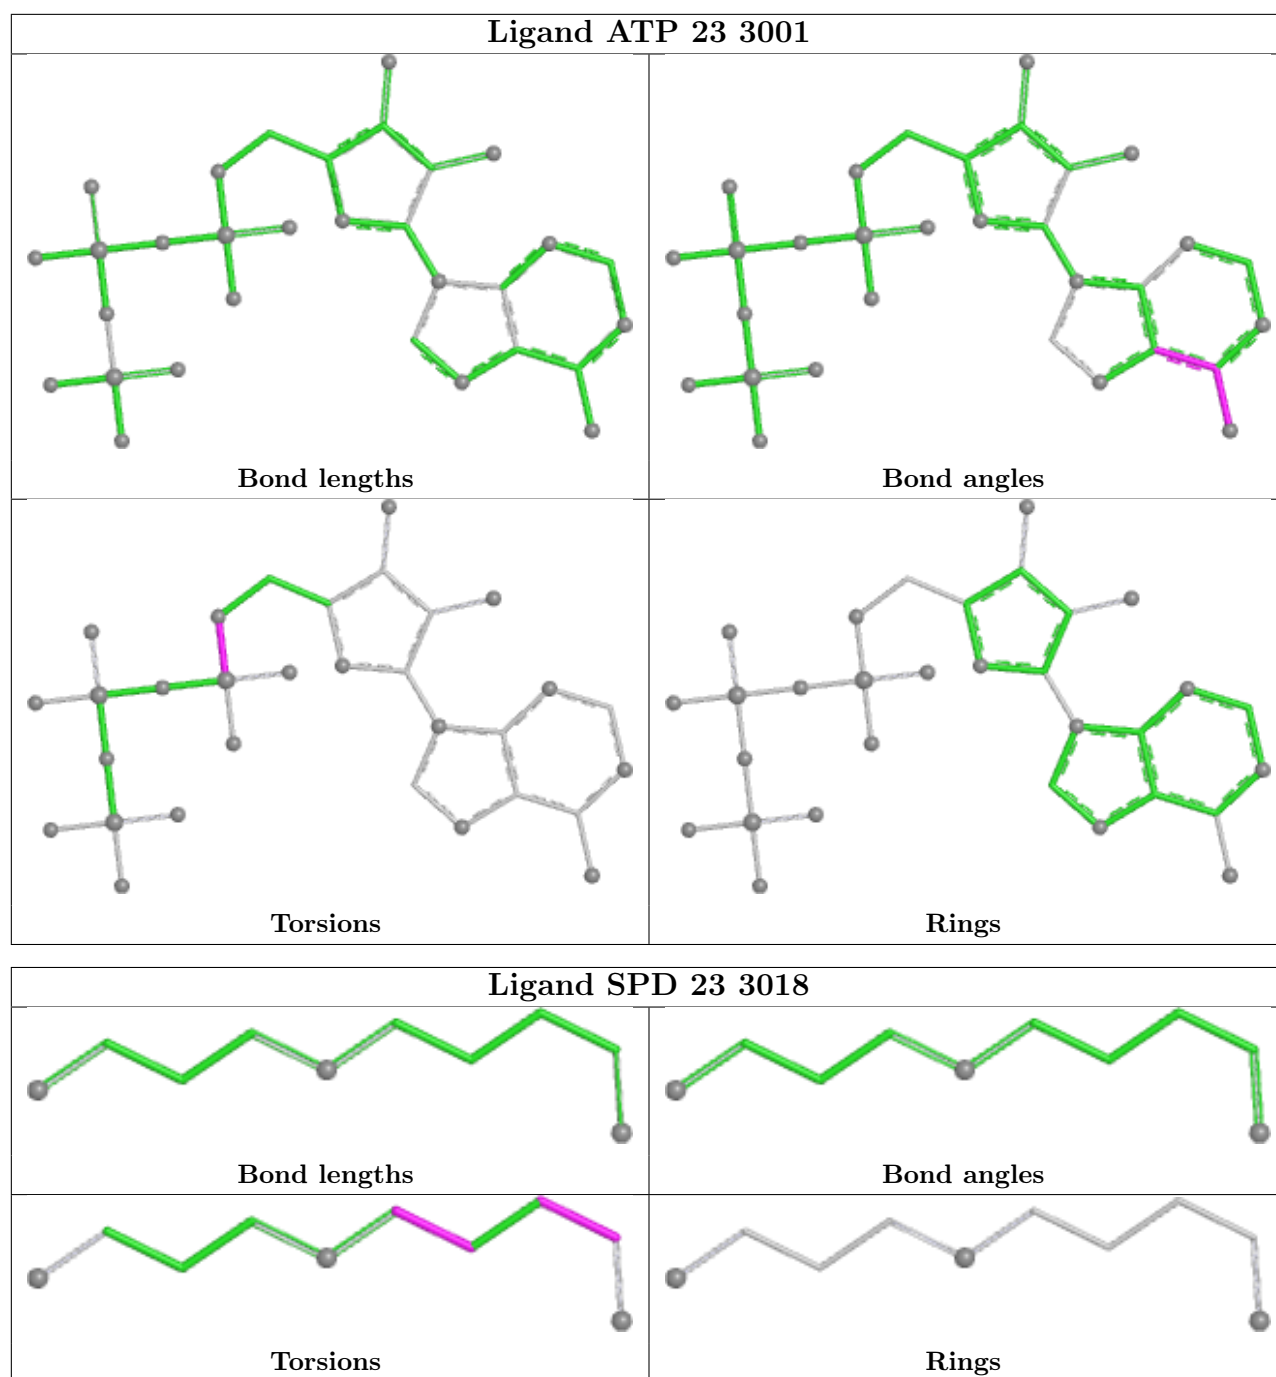 Ligand ATP 23 3001
Bond lengths
Bond angles
Torsions
Rings
Ligand SPD 23 3018
Bond lengths
Bond angles
Torsions
Rings